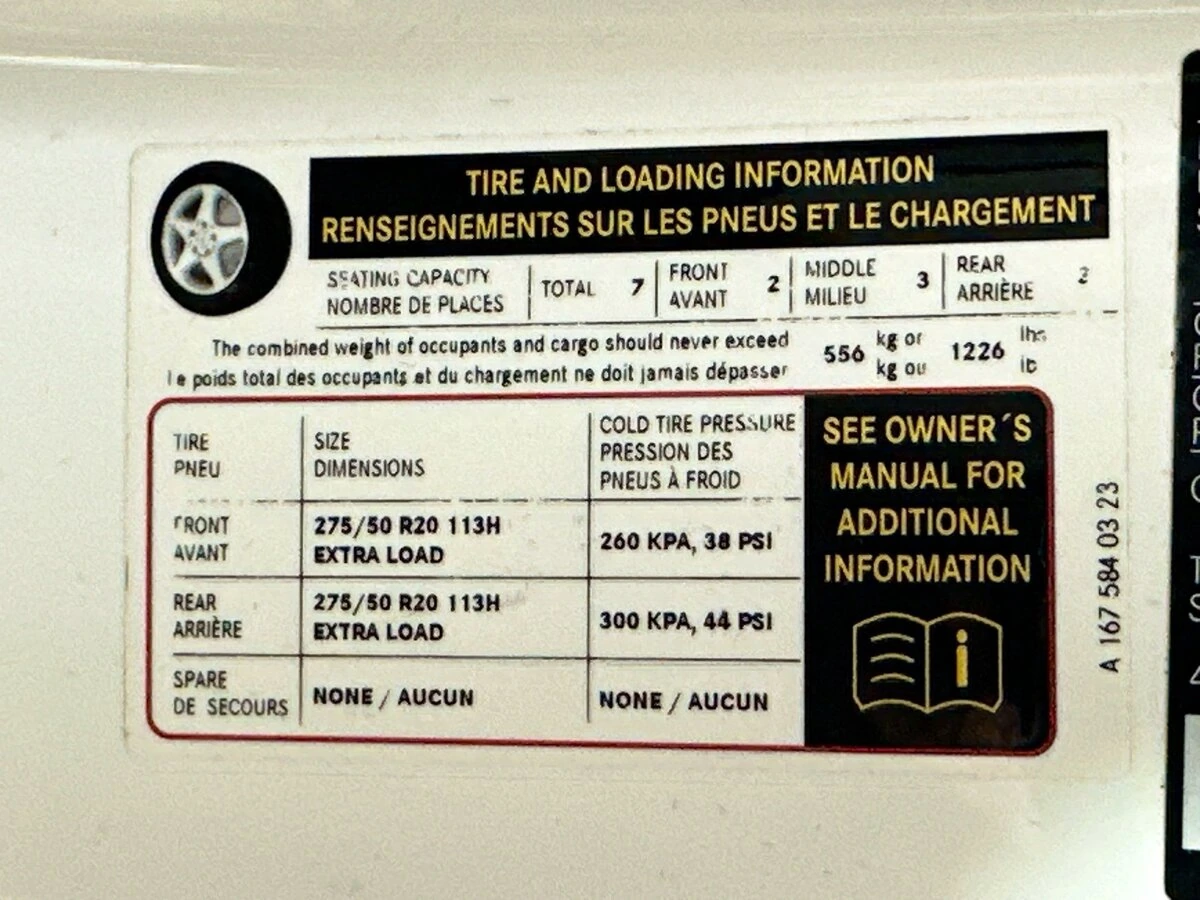 TIRE AND LOADING INFORMATION
RENSEIGNEMENTS SUR LES PNEUS ET LE CHARGEMENT
SEATING CAPACITY
NOMBRE DE PLACES
TOTAL 7
FRONT
AVANT
2
MIDDLE
MILIEU
3
REAR
ARRIÈRE
2
The combined weight of occupants and cargo should never exceed
le poids total des occupants et du chargement ne doit jamais dépasser
556
kg or
kg ou
1226
lbs
lb
TIRE
PNEU
SIZE
DIMENSIONS
COLD TIRE PRESSURE
PRESSION DES
PNEUS À FROID
FRONT
AVANT
275/50 R20 113H
EXTRA LOAD
260 KPA, 38 PSI
REAR
ARRIÈRE
275/50 R20 113H
EXTRA LOAD
300 KPA, 44 PSI
SPARE
DE SECOURS
NONE / AUCUN
NONE / AUCUN
SEE OWNER´S
MANUAL FOR
ADDITIONAL
INFORMATION
A 167 584 03 23